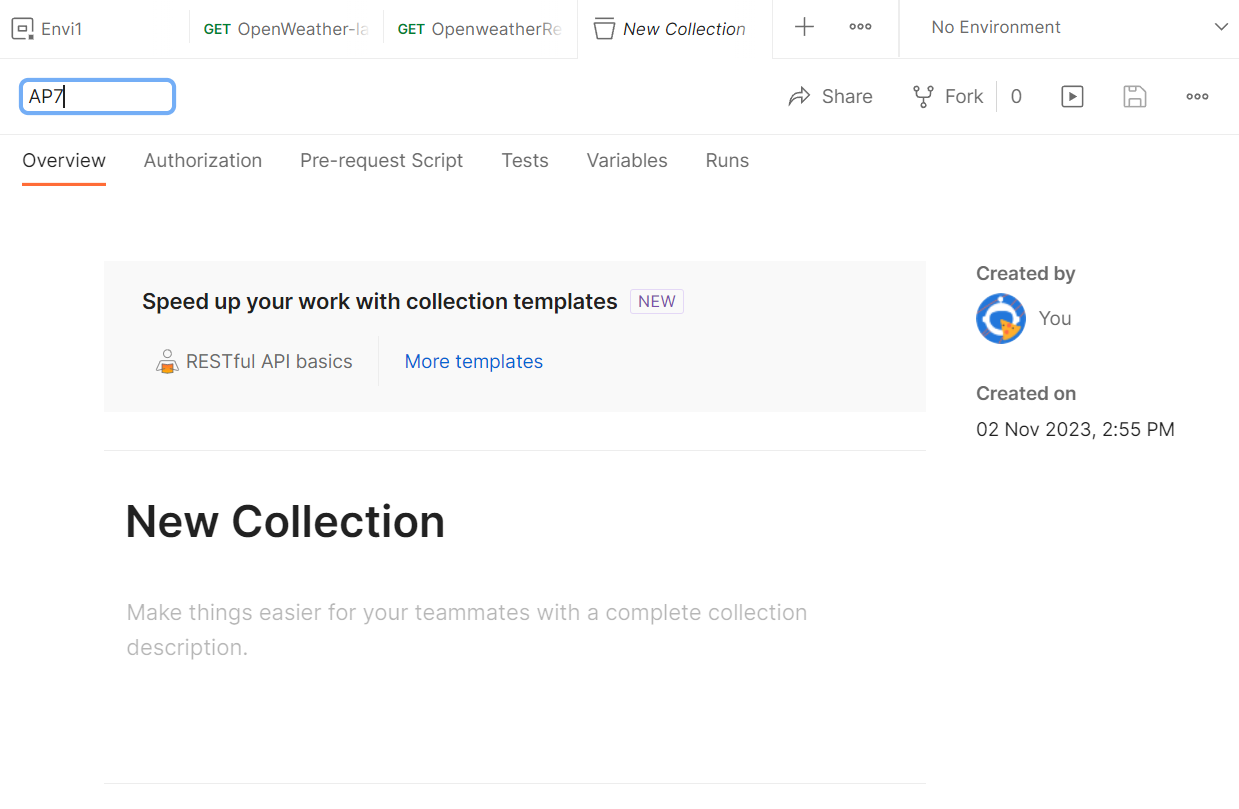 Envi1
GET OpenWeather-la
GET OpenweatherRe
New Collection
No Environment
AP7
Share
Fork 0
Overview Authorization Pre-request Script Tests Variables Runs
Speed up your work with collection templates NEW
RESTful API basics
More templates
Created by
You
Created on
02 Nov 2023, 2:55 PM
New Collection
Make things easier for your teammates with a complete collection
description.